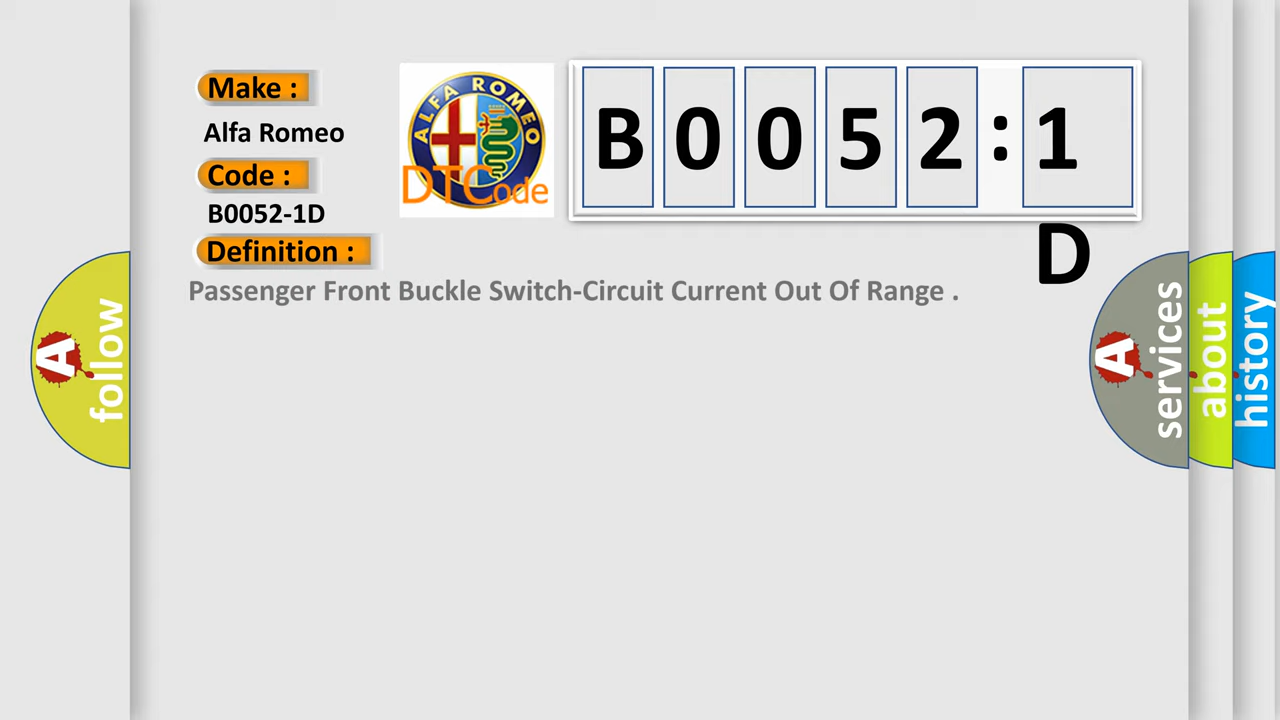 Make :
Alfa Romeo
Code :
B0052-1D
Definition :
Passenger Front Buckle Switch-Circuit Current Out Of Range .
ALFA ROMEO
DTCode
B0052:1
D
A
follow
A
services
about
history